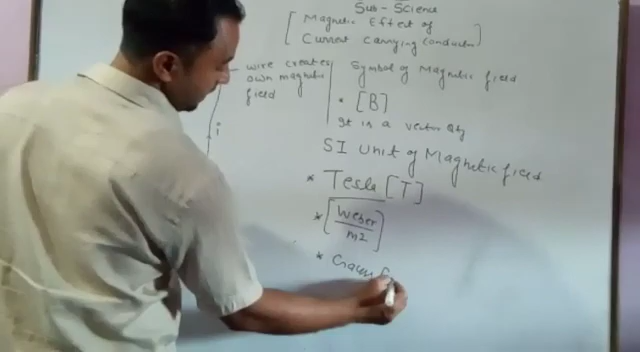 Sub - Science
[Magnetic Effect of
Current Carrying Conductor]
wire creates
own magnetic
field
i
Symbol of Magnetic field
• [B]
It is a vector Qty
SI Unit of Magnetic field
* Tesla [T]
* [Weber/m2]
*